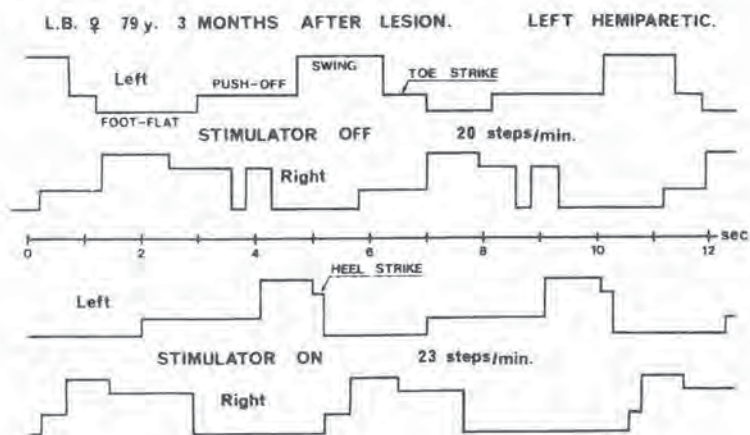 L.B. ♀ 79 y. 3 MONTHS AFTER LESION. LEFT HEMIPARETIC.
SWING
Left
PUSH-OFF
TOE STRIKE
FOOT-FLAT
STIMULATOR OFF 20 steps/min.
Right
0 2 4 6 8 10 12 sec
HEEL STRIKE
Left
STIMULATOR ON 23 steps/min.
Right